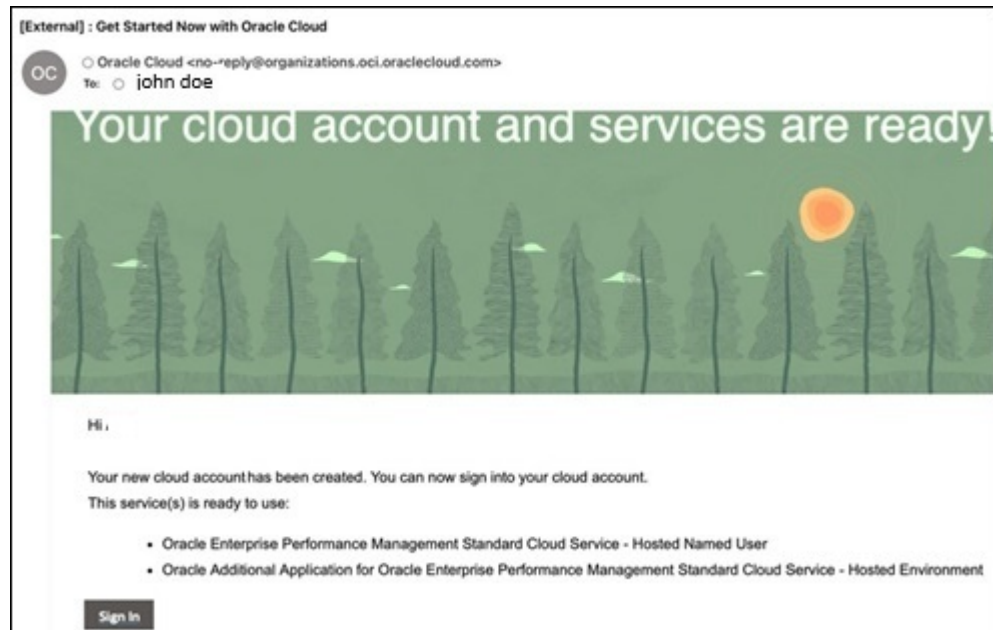 [External] : Get Started Now with Oracle Cloud
OC
Oracle Cloud <no-reply@organizations.oci.oraclecloud.com>
To: john doe
Your cloud account and services are ready!
Hi,
Your new cloud account has been created. You can now sign into your cloud account.
This service(s) is ready to use:
• Oracle Enterprise Performance Management Standard Cloud Service - Hosted Named User
• Oracle Additional Application for Oracle Enterprise Performance Management Standard Cloud Service - Hosted Environment
Sign In